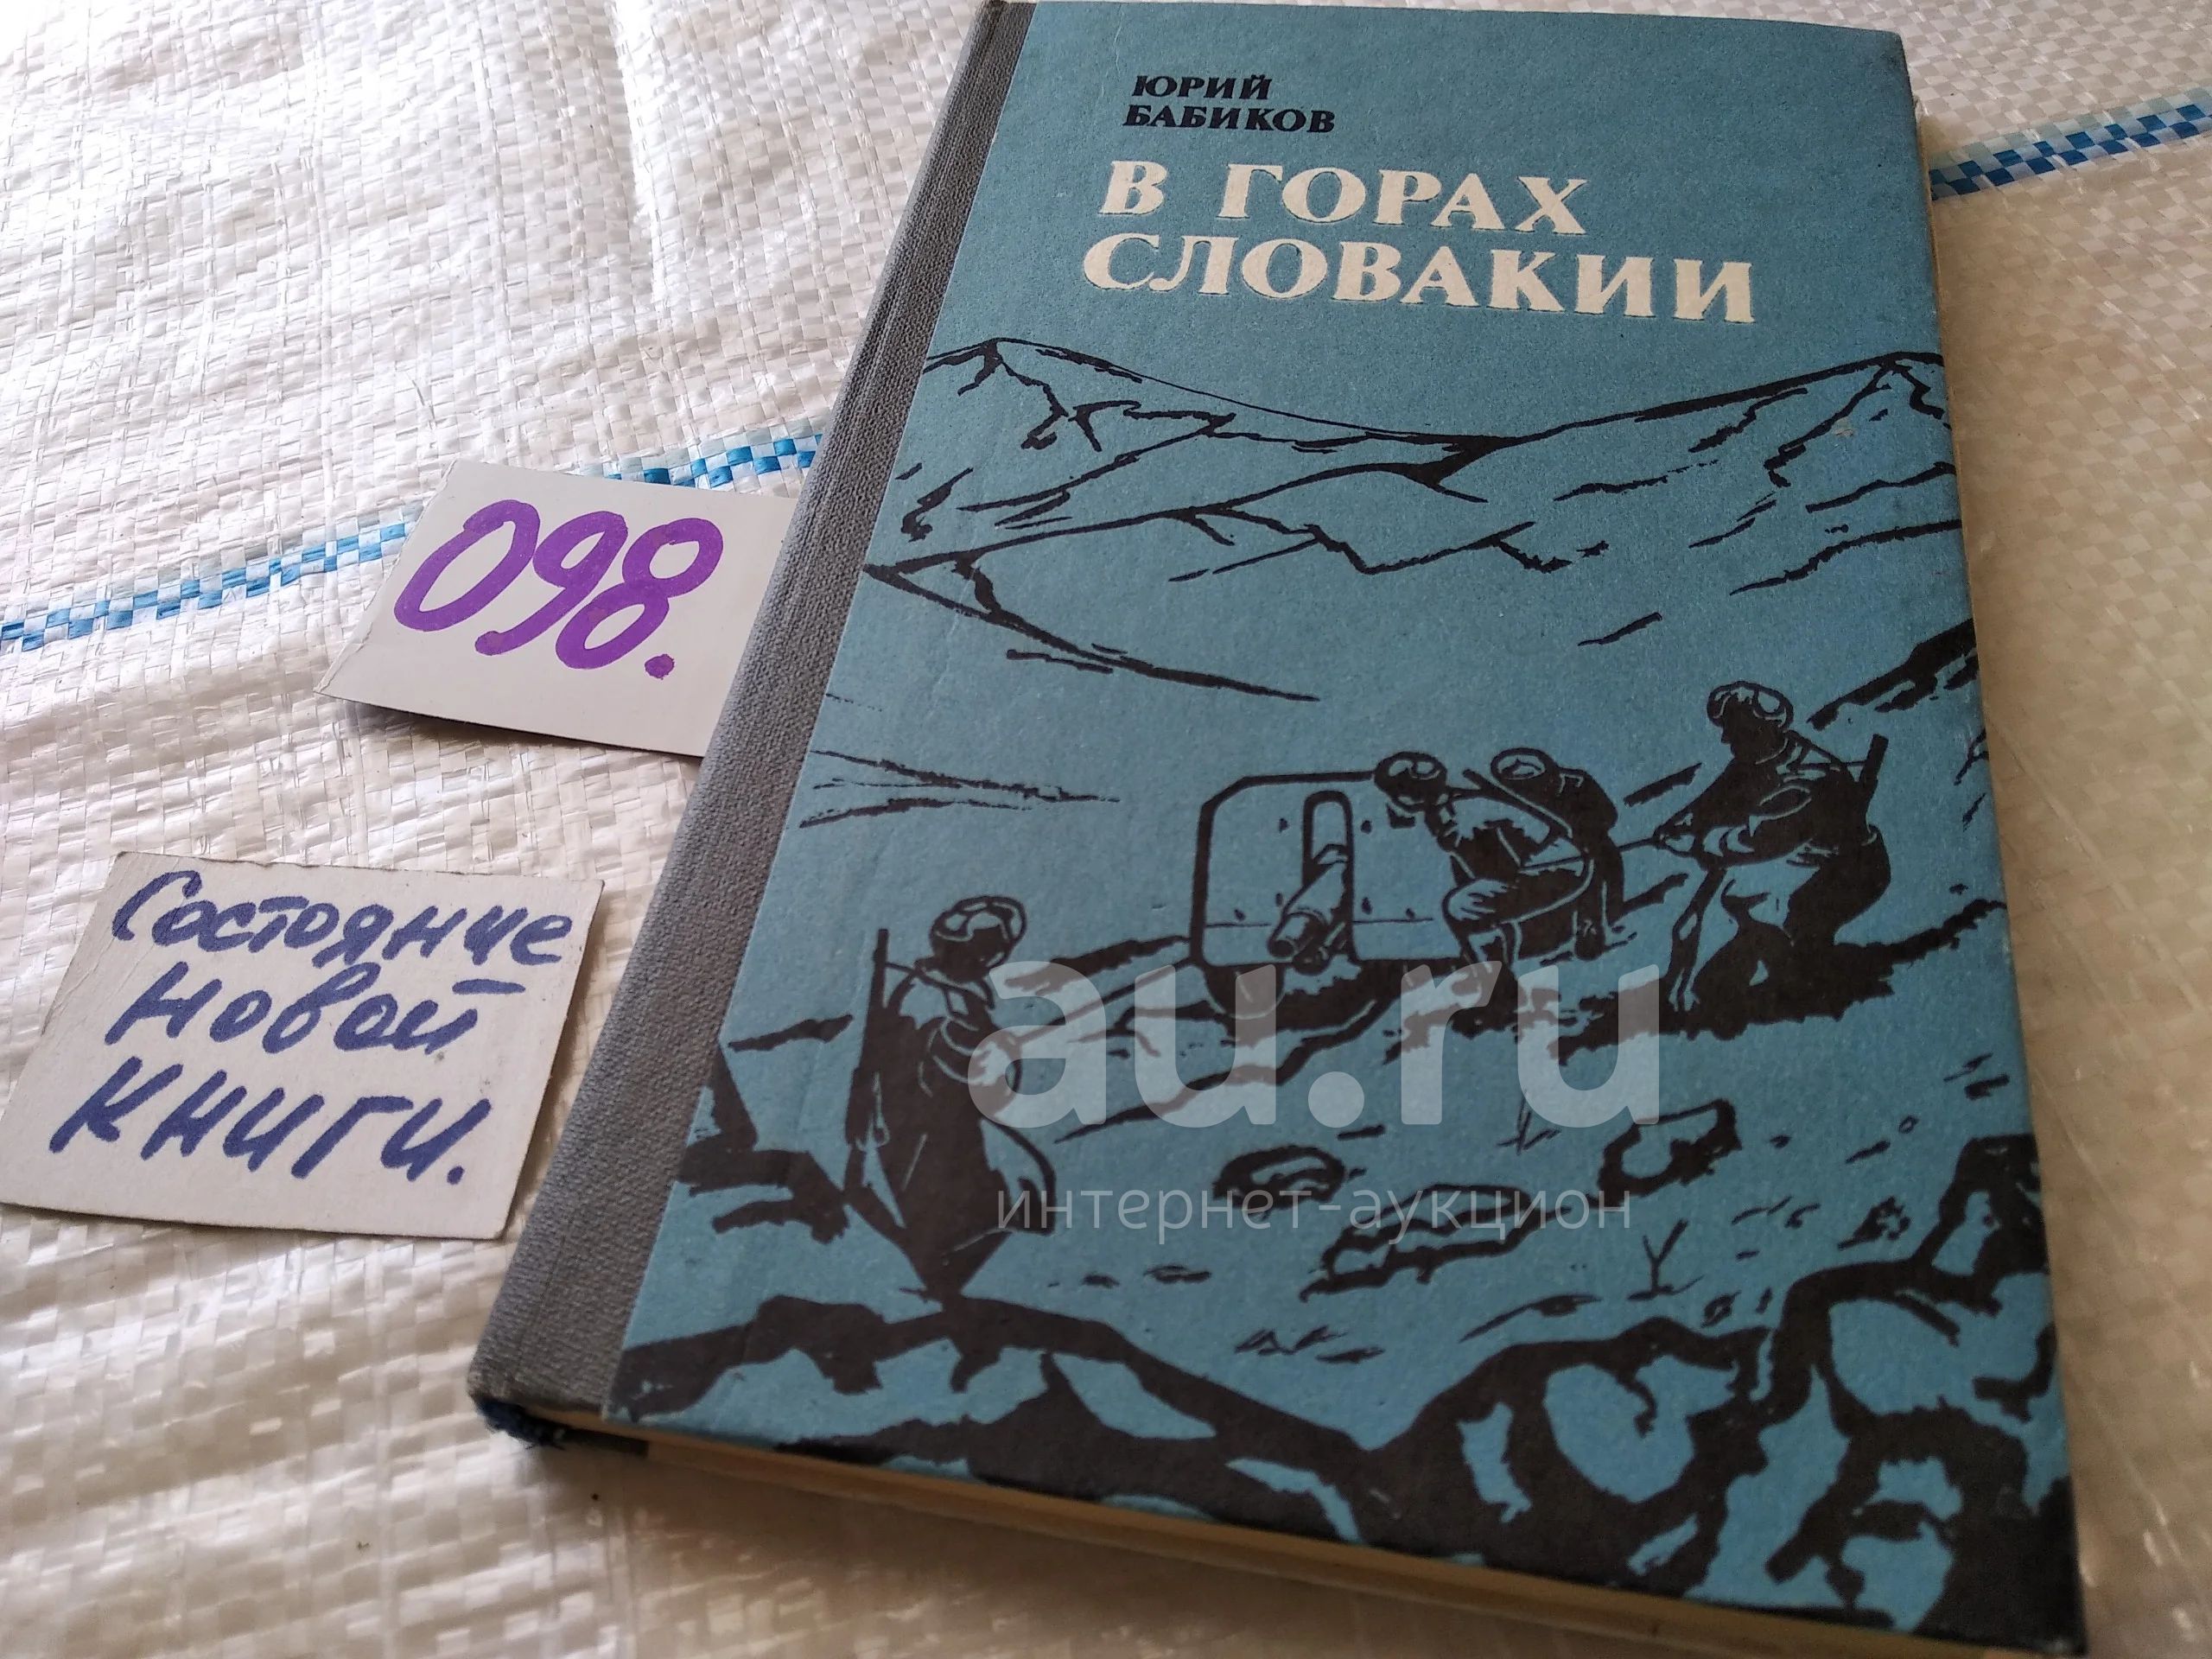 ЮРИЙ
БАБИКОВ
В ГОРАХ
СЛОВАКИИ
098.
Состояние
новой
книги.
au.ru
интернет-аукцион